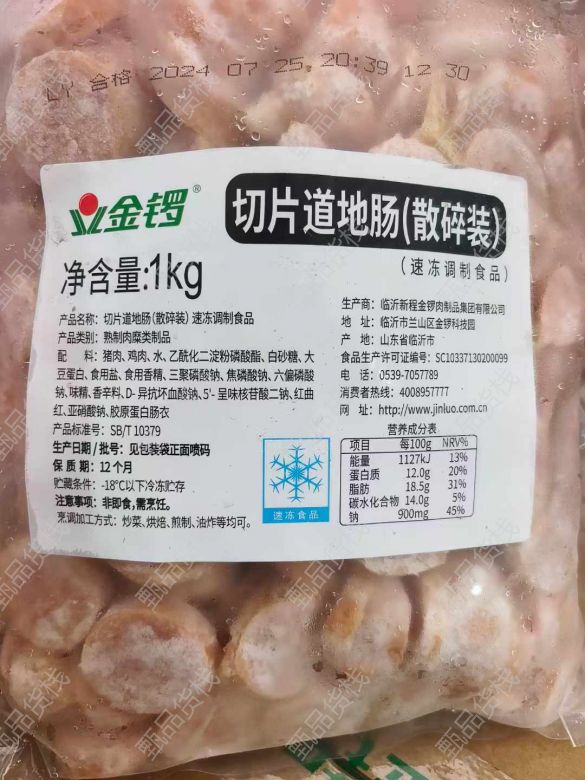 LY 合格 2024 07 25 20:39 12 30
金锣®
切片道地肠(散碎装)
(速冻调制食品)
净含量:1kg
产品名称: 切片道地肠(散碎装) 速冻调制食品
产品类别: 熟制肉糜类制品
配 料: 猪肉、鸡肉、水、乙酰化二淀粉磷酸酯、白砂糖、大
豆蛋白、食用盐、食用香精、三聚磷酸钠、焦磷酸钠、六偏磷酸
钠、味精、香辛料、D-异抗坏血酸钠、5'-呈味核苷酸二钠、红曲
红、亚硝酸钠、胶原蛋白肠衣
产品标准号: SB/T 10379
生产日期/批号: 见包装袋正面喷码
保 质 期: 12 个月
贮藏条件: -18℃以下冷冻贮存
注意事项: 非即食,需烹饪。
烹调加工方式: 炒菜、烘焙、煎制、油炸等均可。
生产商: 临沂新程金锣肉制品集团有限公司
地 址: 临沂市兰山区金锣科技园
产 地: 山东省临沂市
食品生产许可证编号: SC10337130200099
电 话: 0539-7057789
消费者热线: 4008957777
网 址: http://www.jinluo.com.cn
营养成分表
项目 每100g NRV%
能量 1127kJ 13%
蛋白质 12.0g 20%
脂肪 18.5g 31%
碳水化合物 14.0g 5%
钠 900mg 45%
速冻食品
甄品货栈